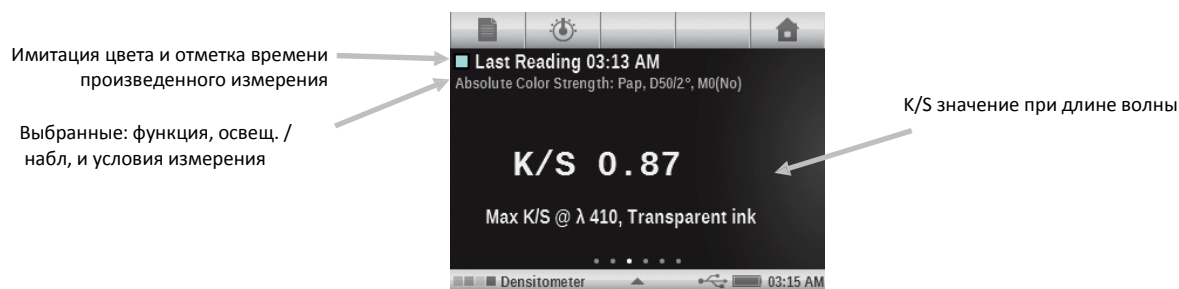 Имитация цвета и отметка времени
произведенного измерения
Выбранные: функция, освещ. /
набл, и условия измерения
Last Reading 03:13 AM
Absolute Color Strength: Pap, D50/2°, M0(No)
K/S 0.87
Max K/S @ λ 410, Transparent ink
Densitometer 03:15 AM
K/S значение при длине волны